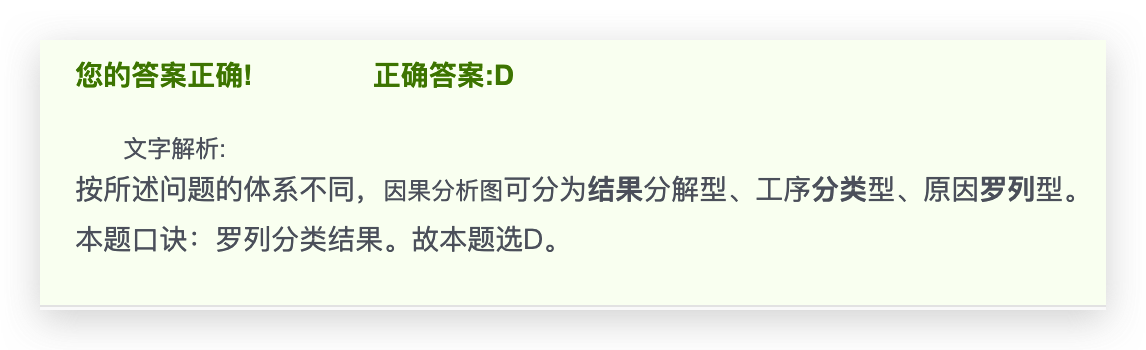 您的答案正确! 正确答案:D
文字解析:
按所述问题的体系不同，因果分析图可分为结果分解型、工序分类型、原因罗列型。
本题口诀：罗列分类结果。故本题选D。